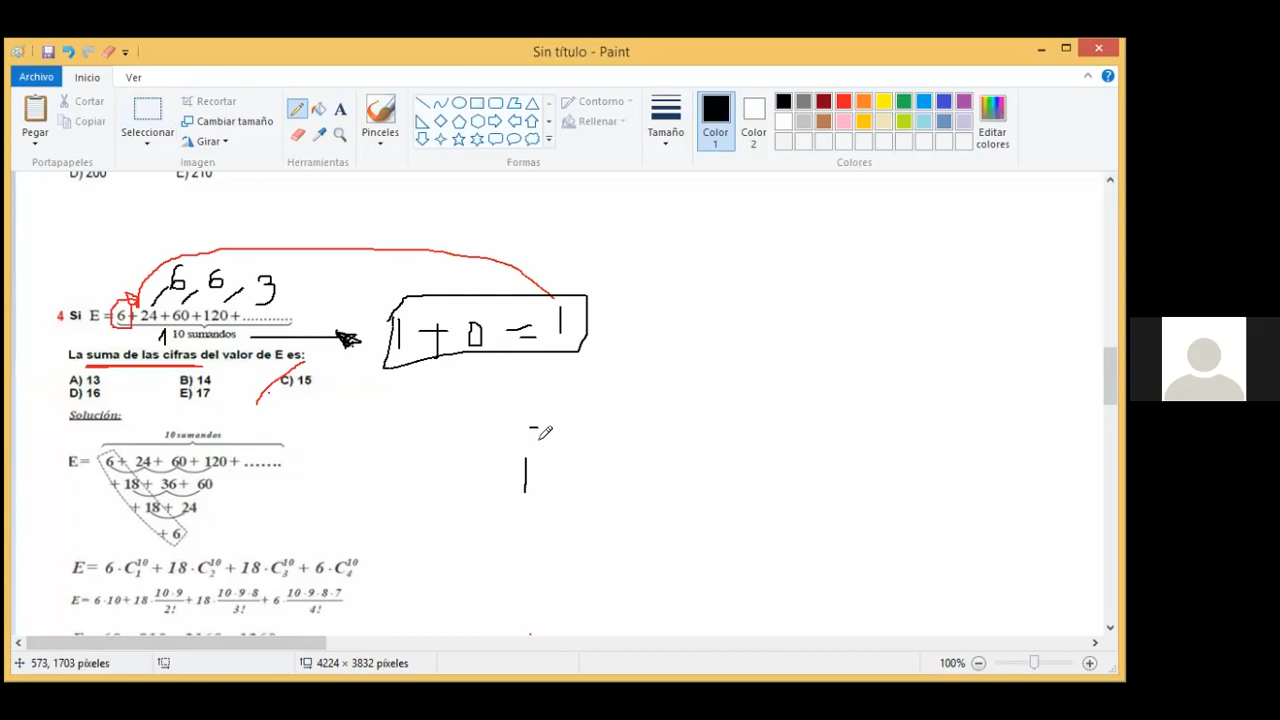 Sin título - Paint
Archivo Inicio Ver
Pegar
Cortar
Copiar
Portapapeles
Seleccionar
Recortar
Cambiar tamaño
Girar
Imagen
Herramientas
Pinceles
Contorno
Rellenar
Formas
Tamaño
Color 1
Color 2
Editar colores
Colores
D) 200 E) 210
6, 6, 3
4 Si E = 6+ 24 + 60 +120 +...........
10 sumandos
1
1 + 0 = 1
La suma de las cifras del valor de E es:
A) 13 B) 14 C) 15
D) 16 E) 17
Solución:
10 sumandos
E= 6+ 24+ 60+ 120+ .......
+ 18+ 36+ 60
+ 18+ 24
+ 6
1
E= 6·C₁¹⁰ + 18·C₂¹⁰ + 18·C₃¹⁰ + 6·C₄¹⁰
E= 6·10+ 18· (10·9)/2! + 18· (10·9·8)/3! + 6· (10·9·8·7)/4!
573, 1703 píxeles 4224 × 3832 píxeles 100%